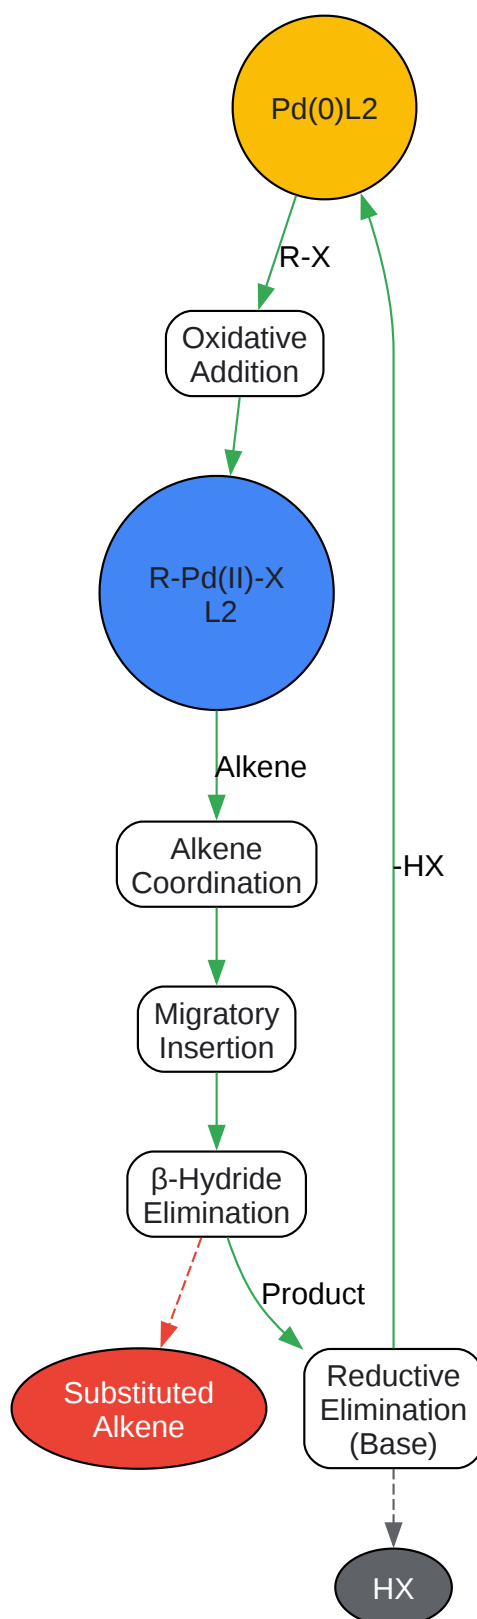 Pd(0)L2
R-X
Oxidative
Addition
R-Pd(II)-X
L2
Alkene
Alkene
Coordination
-HX
Migratory
Insertion
β-Hydride
Elimination
Product
Substituted
Alkene
Reductive
Elimination
(Base)
HX